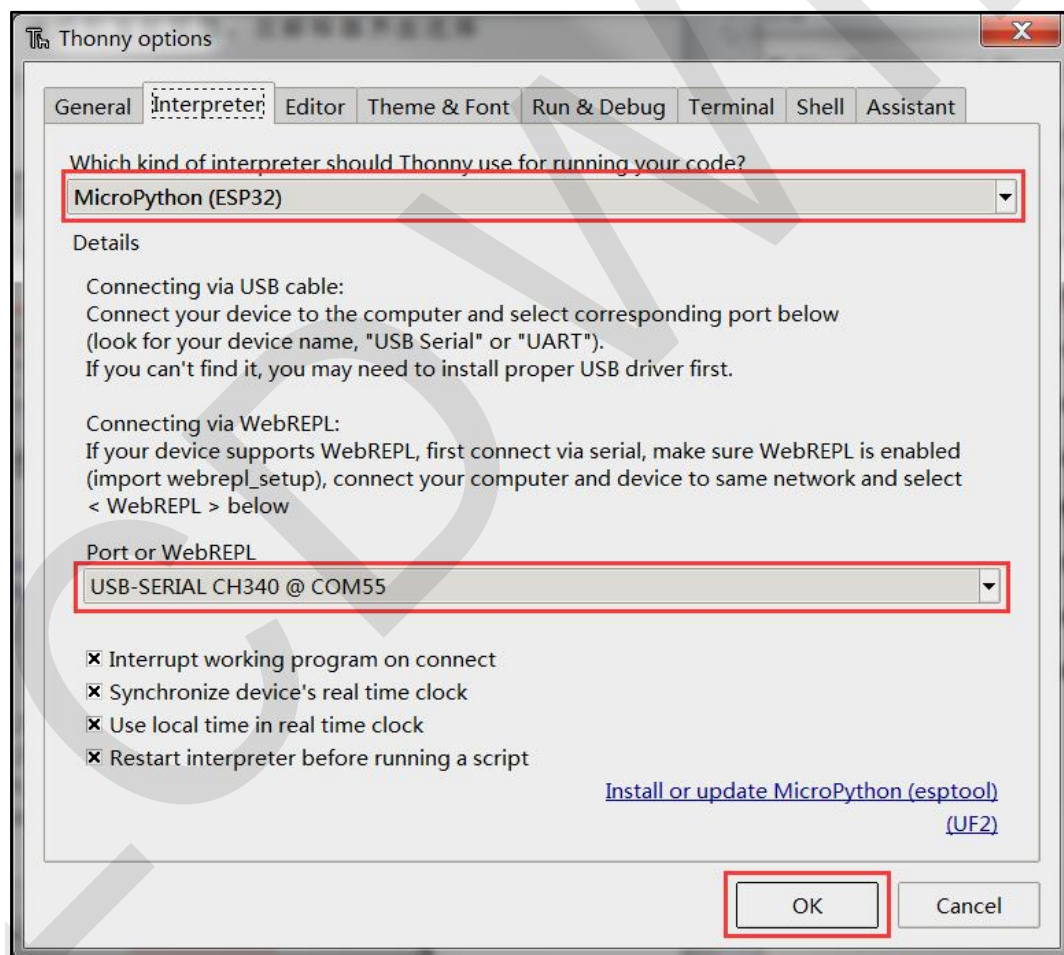 Thonny options
General Interpreter Editor Theme & Font Run & Debug Terminal Shell Assistant
Which kind of interpreter should Thonny use for running your code?
MicroPython (ESP32)
Details
Connecting via USB cable:
Connect your device to the computer and select corresponding port below
(look for your device name, "USB Serial" or "UART").
If you can't find it, you may need to install proper USB driver first.
Connecting via WebREPL:
If your device supports WebREPL, first connect via serial, make sure WebREPL is enabled
(import webrepl_setup), connect your computer and device to same network and select
< WebREPL > below
Port or WebREPL
USB-SERIAL CH340 @ COM55
Interrupt working program on connect
Synchronize device's real time clock
Use local time in real time clock
Restart interpreter before running a script
Install or update MicroPython (esptool)
(UF2)
OK Cancel